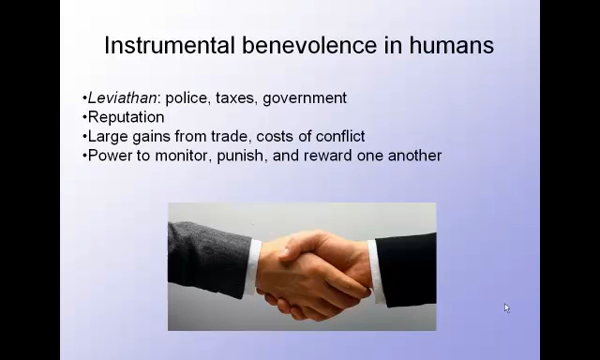 Instrumental benevolence in humans
•Leviathan: police, taxes, government
•Reputation
•Large gains from trade, costs of conflict
•Power to monitor, punish, and reward one another